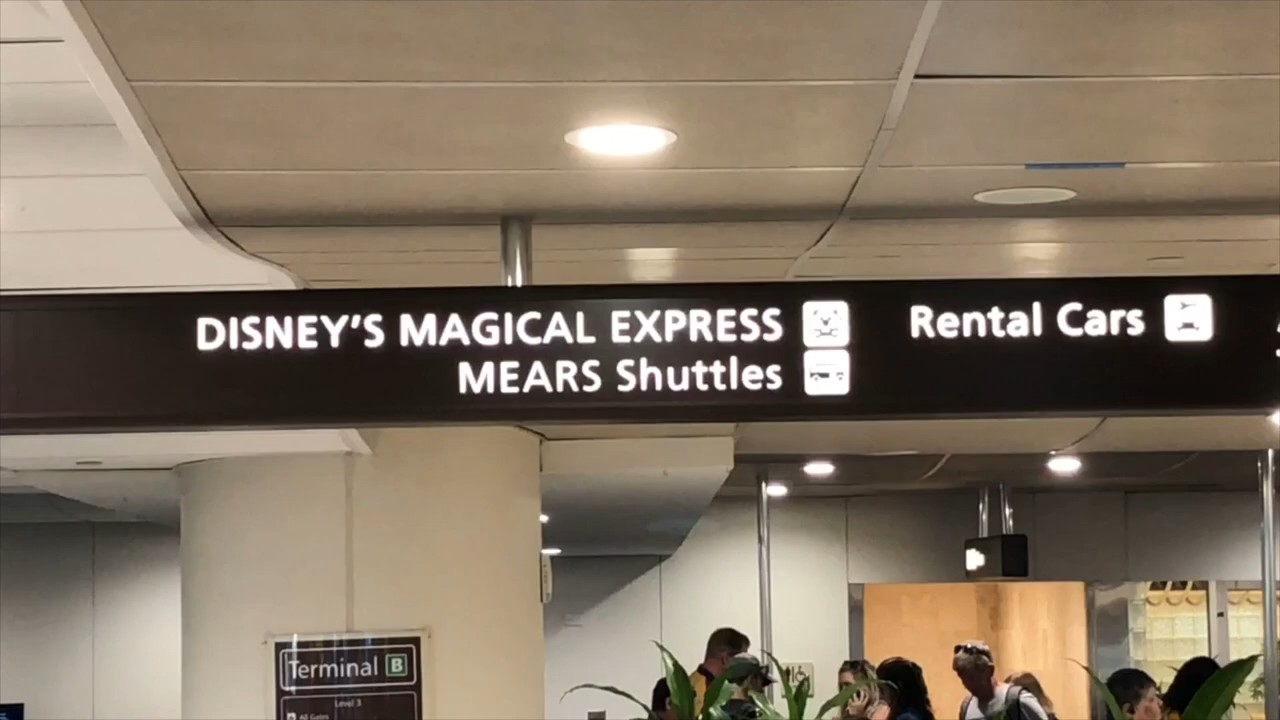 DISNEY'S MAGICAL EXPRESS
MEARS Shuttles
Rental Cars
Terminal B
Level 3
All Gates